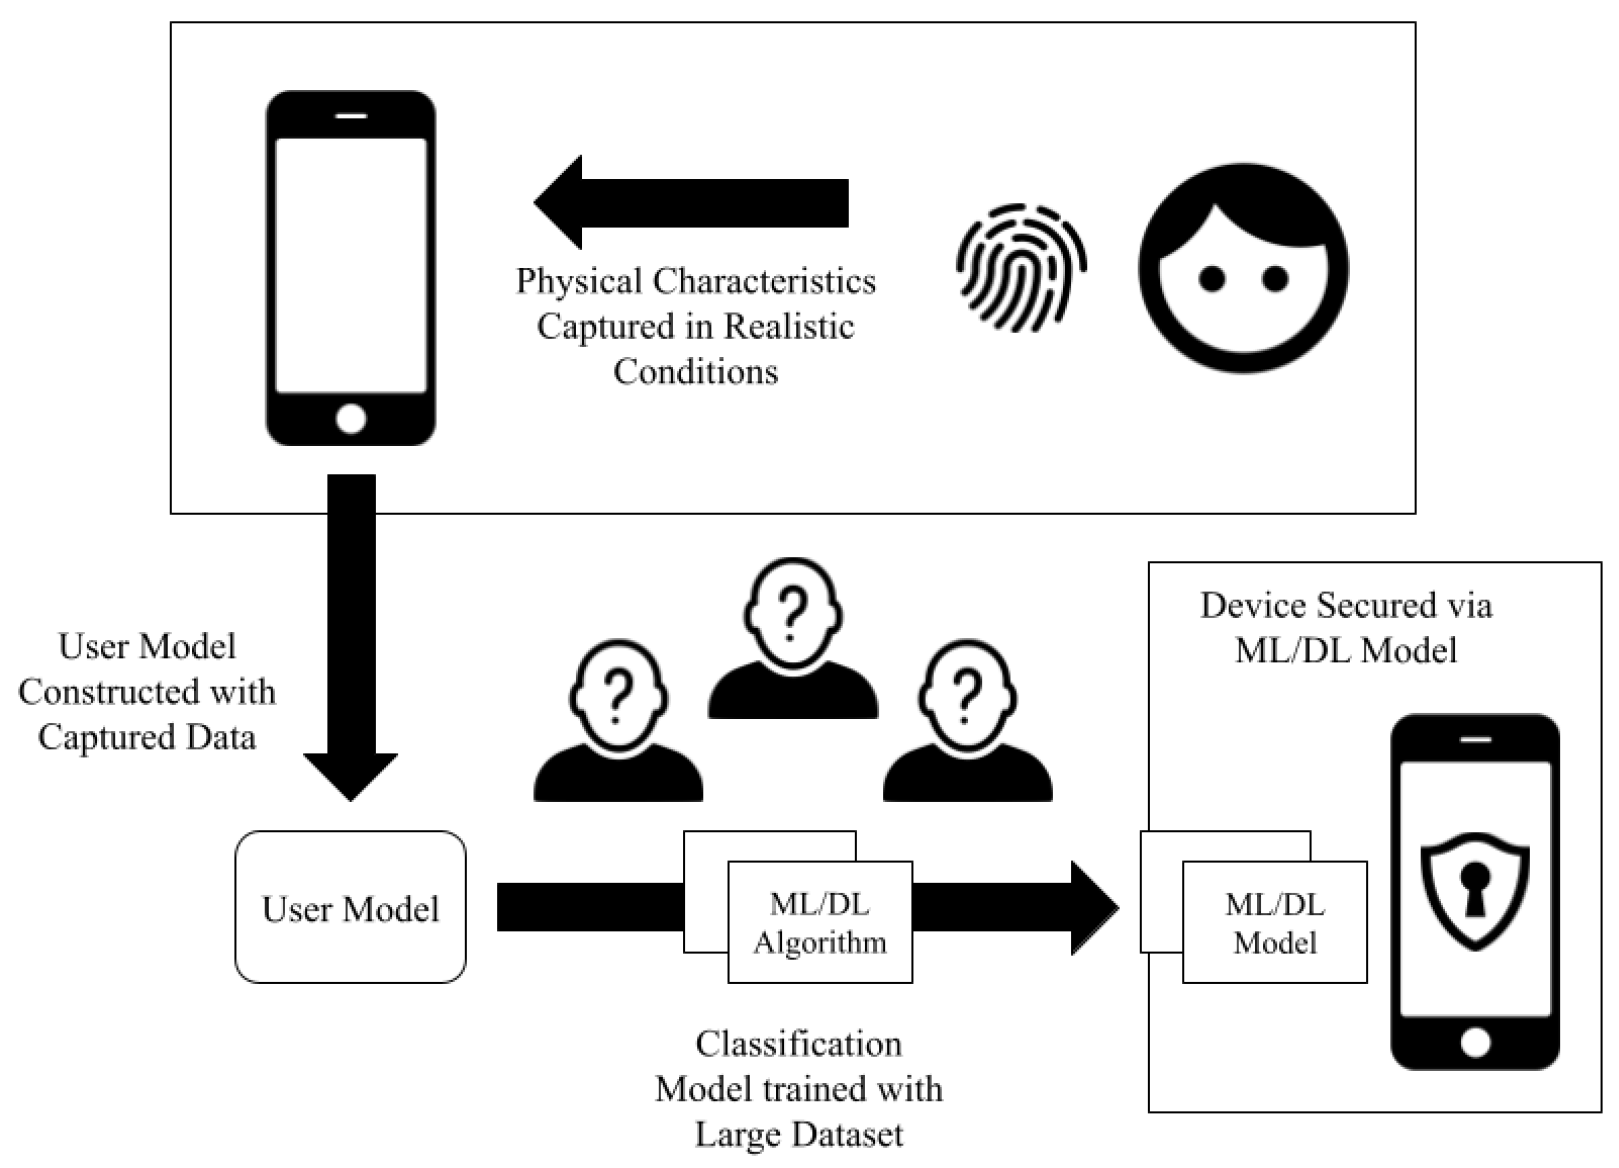 Physical Characteristics
Captured in Realistic
Conditions
User Model
Constructed with
Captured Data
?
?
?
Device Secured via
ML/DL Model
User Model
ML/DL
Algorithm
ML/DL
Model
Classification
Model trained with
Large Dataset